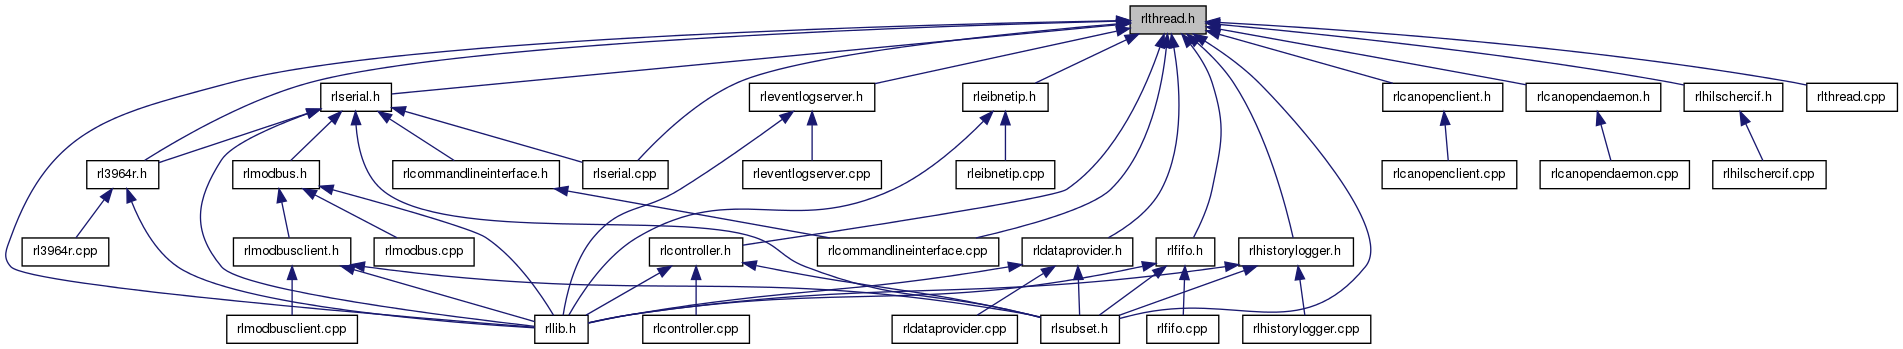 rlthread.h
rlserial.h
rleventlogserver.h
rleibnetip.h
rlcanopenclient.h
rlcanopendaemon.h
rlhilschercif.h
rlthread.cpp
rl3964r.h
rlmodbus.h
rlcommandlineinterface.h
rlserial.cpp
rleventlogserver.cpp
rleibnetip.cpp
rlcanopenclient.cpp
rlcanopendaemon.cpp
rlhilschercif.cpp
rl3964r.cpp
rlmodbusclient.h
rlmodbus.cpp
rlcontroller.h
rlcommandlineinterface.cpp
rldataprovider.h
rlfifo.h
rlhistorylogger.h
rlmodbusclient.cpp
rllib.h
rlcontroller.cpp
rldataprovider.cpp
rlsubset.h
rlfifo.cpp
rlhistorylogger.cpp